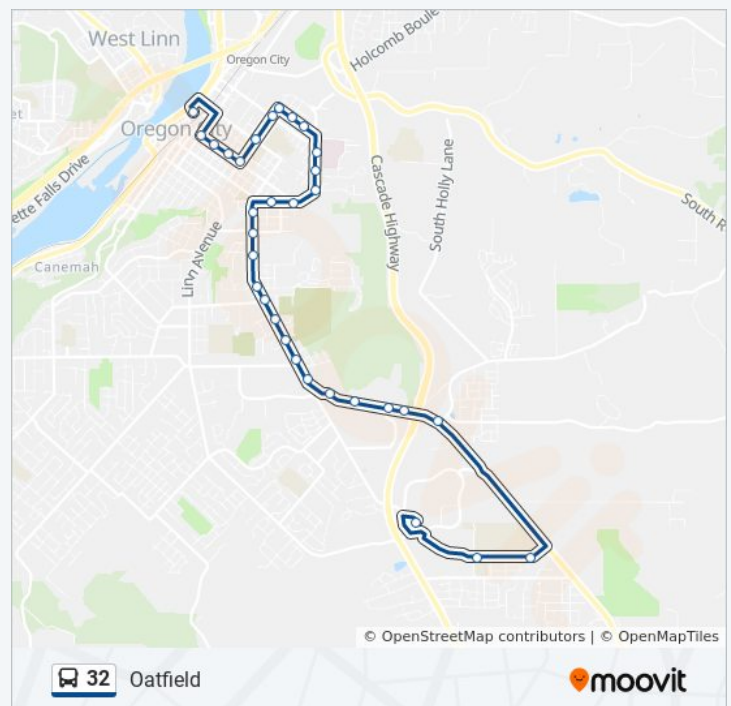 Holcomb Boule
West Linn
Oregon City
et
Oregon City
ette Falls Drive
Cascade Highway
South Holly Lane
South R
Linn Avenue
Canemah
© OpenStreetMap contributors | © OpenMapTiles
32 Oatfield
moovit